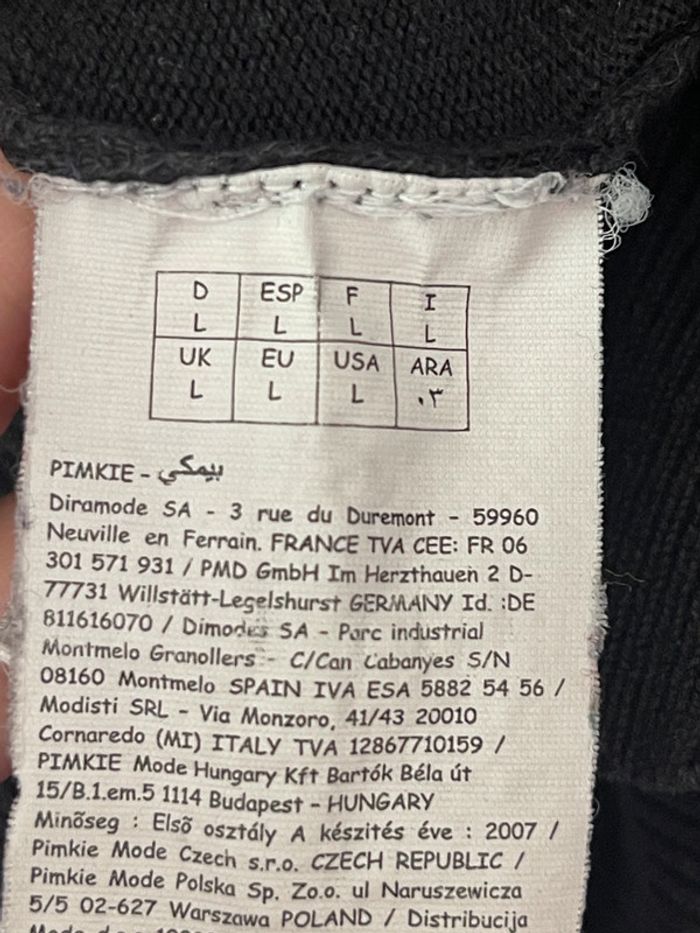 D ESP F I
L L L L
UK EU USA ARA
L L L ٠٣
PIMKIE - بيمكي
Diramode SA - 3 rue du Duremont - 59960
Neuville en Ferrain. FRANCE TVA CEE: FR 06
301 571 931 / PMD GmbH Im Herzthauen 2 D-
77731 Willstätt-Legelshurst GERMANY Id. :DE
811616070 / Dimodes SA - Parc industrial
Montmelo Granollers - C/Can Cabanyes S/N
08160 Montmelo SPAIN IVA ESA 5882 54 56 /
Modisti SRL - Via Monzoro, 41/43 20010
Cornaredo (MI) ITALY TVA 12867710159 /
PIMKIE Mode Hungary Kft Bartók Béla út
15/B.1.em.5 1114 Budapest - HUNGARY
Minõseg : Elsõ osztály A készités éve : 2007 /
Pimkie Mode Czech s.r.o. CZECH REPUBLIC /
Pimkie Mode Polska Sp. Zo.o. ul Naruszewicza
5/5 02-627 Warszawa POLAND / Distribucija